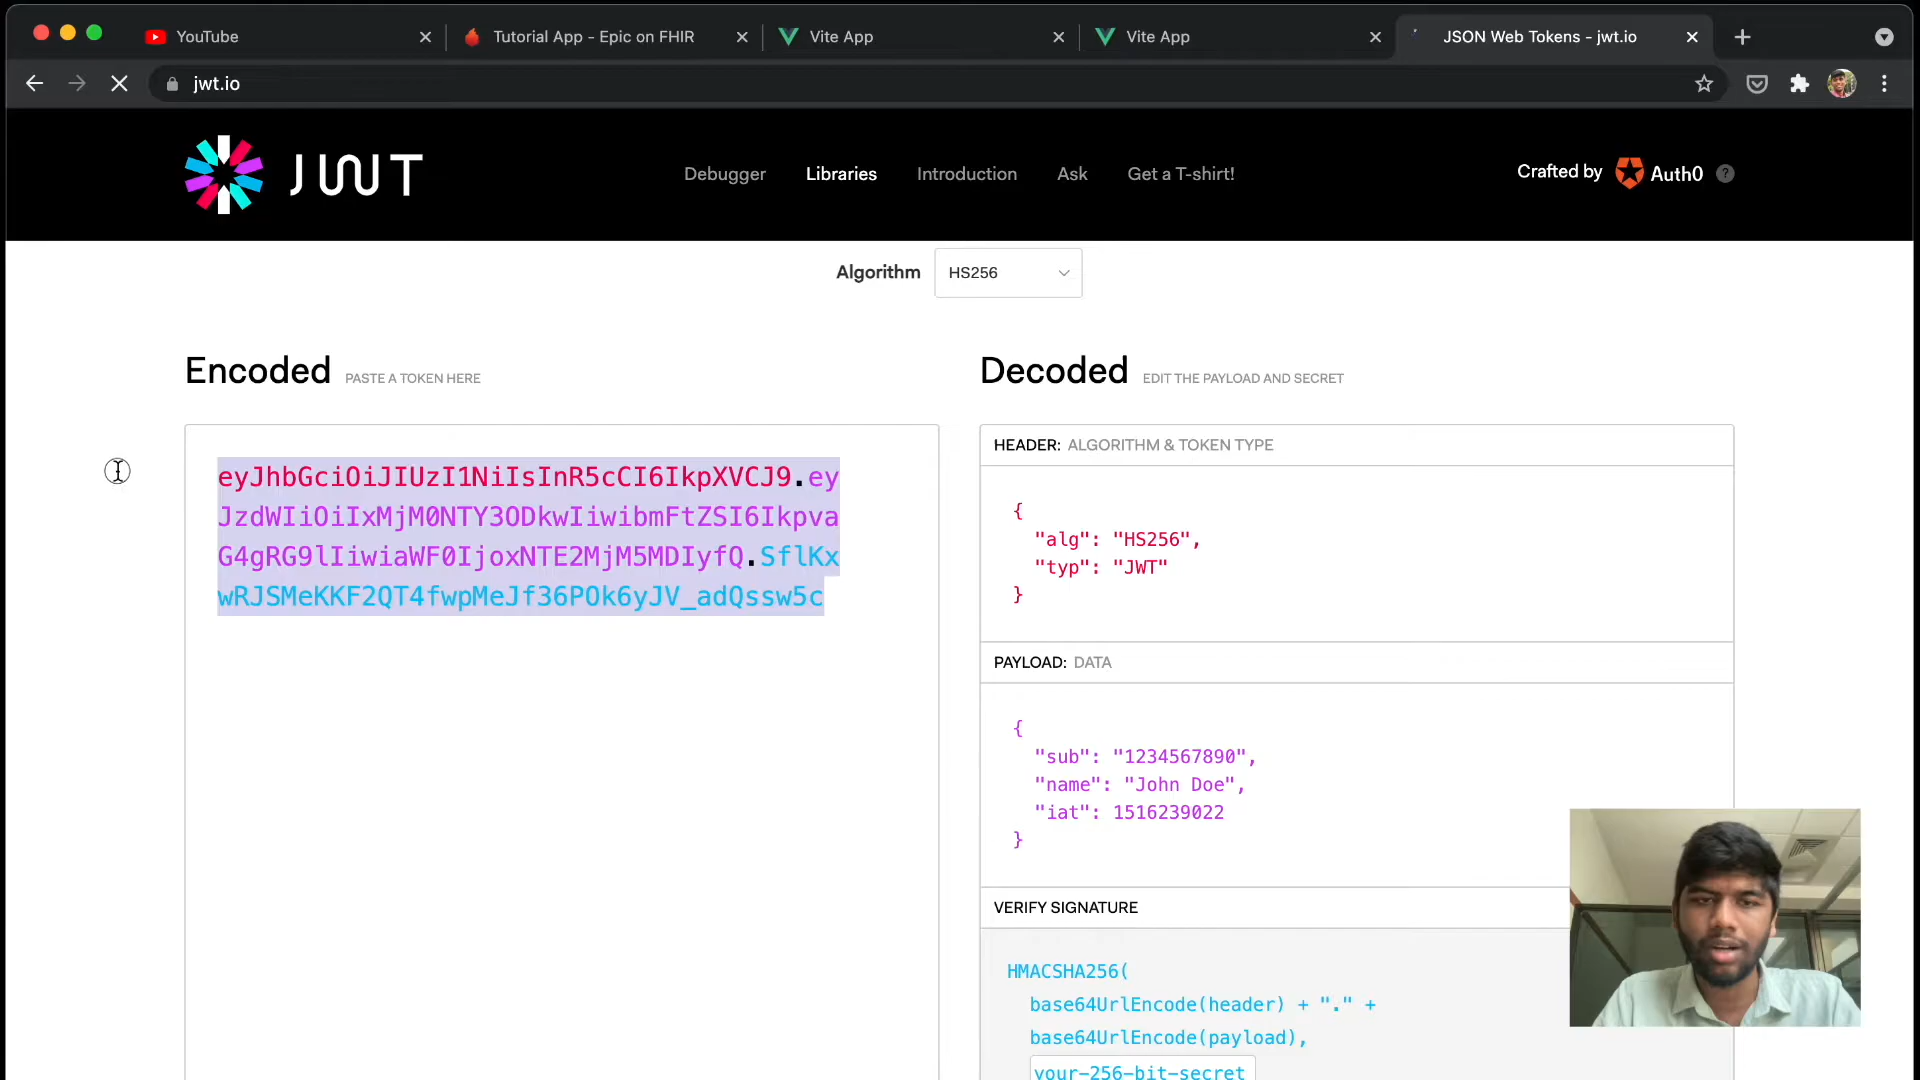 YouTube
Tutorial App - Epic on FHIR
Vite App
Vite App
JSON Web Tokens - jwt.io
jwt.io
JWT
Debugger
Libraries
Introduction
Ask
Get a T-shirt!
Crafted by
Auth0
?
Algorithm
HS256
Encoded PASTE A TOKEN HERE
eyJhbGciOiJIUzI1NiIsInR5cCI6IkpXVCJ9.ey
JzdWIiOiIxMjM0NTY3ODkwIiwibmFtZSI6Ikpva
G4gRG9lIiwiaWF0IjoxNTE2MjM5MDIyfQ.SflKx
wRJSMeKKF2QT4fwpMeJf36POk6yJV_adQssw5c
Decoded EDIT THE PAYLOAD AND SECRET
HEADER: ALGORITHM & TOKEN TYPE
{
"alg": "HS256",
"typ": "JWT"
}
PAYLOAD: DATA
{
"sub": "1234567890",
"name": "John Doe",
"iat": 1516239022
}
VERIFY SIGNATURE
HMACSHA256(
base64UrlEncode(header) + "." +
base64UrlEncode(payload),
your-256-bit-secret